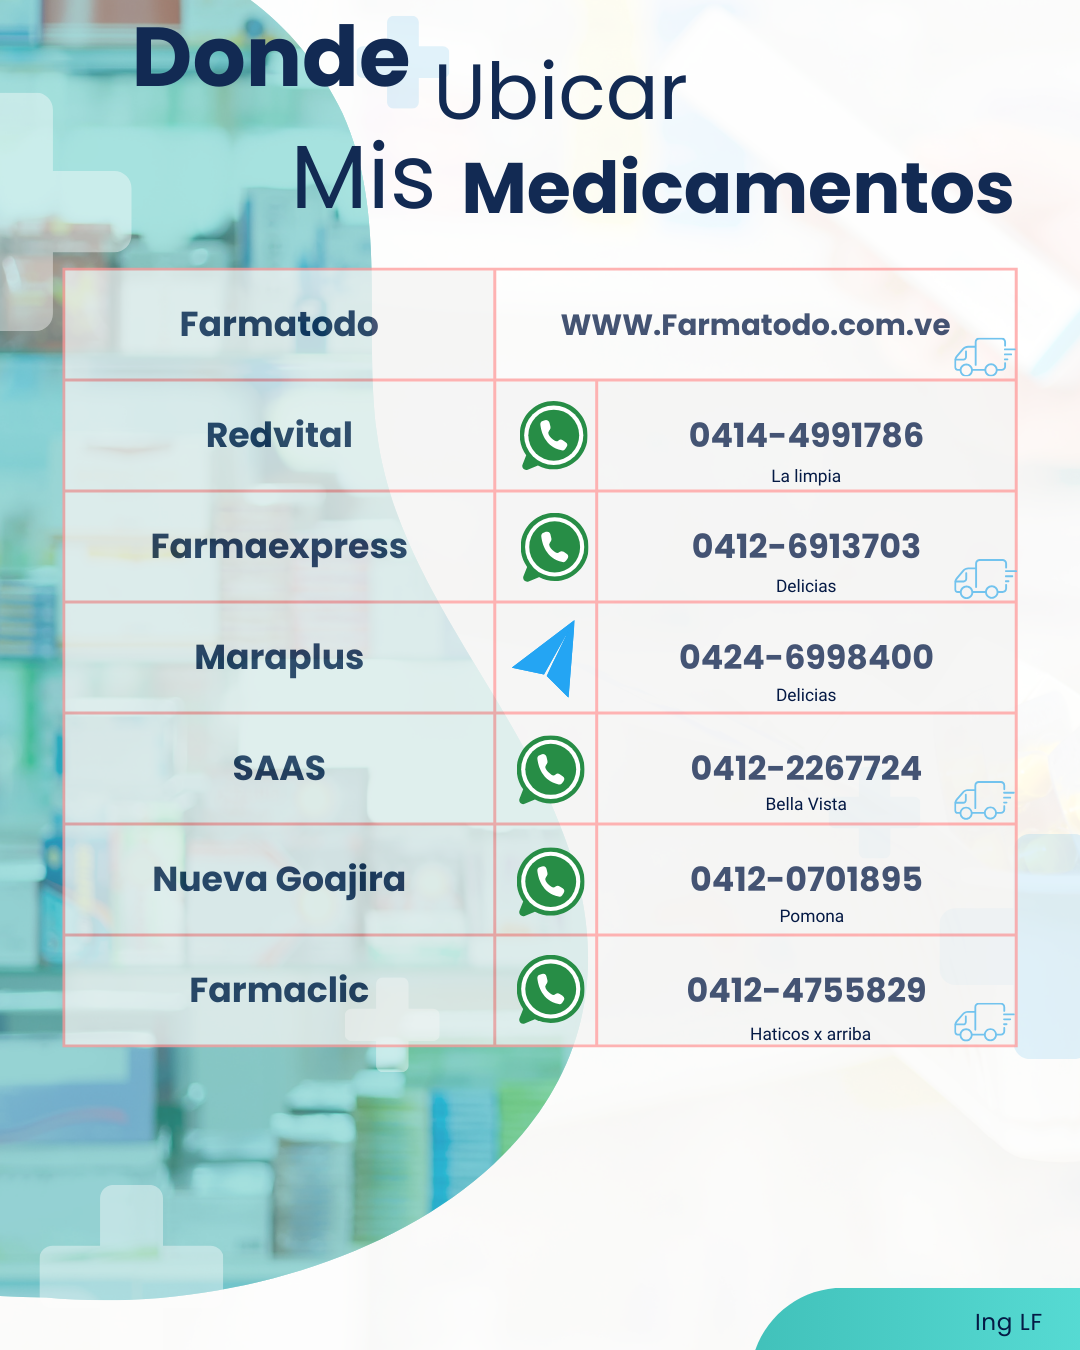 Donde Ubicar
Mis Medicamentos
Farmatodo
WWW.Farmatodo.com.ve
Redvital
0414-4991786
La limpia
Farmaexpress
0412-6913703
Delicias
Maraplus
0424-6998400
Delicias
SAAS
0412-2267724
Bella Vista
Nueva Goajira
0412-0701895
Pomona
Farmaclic
0412-4755829
Haticos x arriba
Ing LF